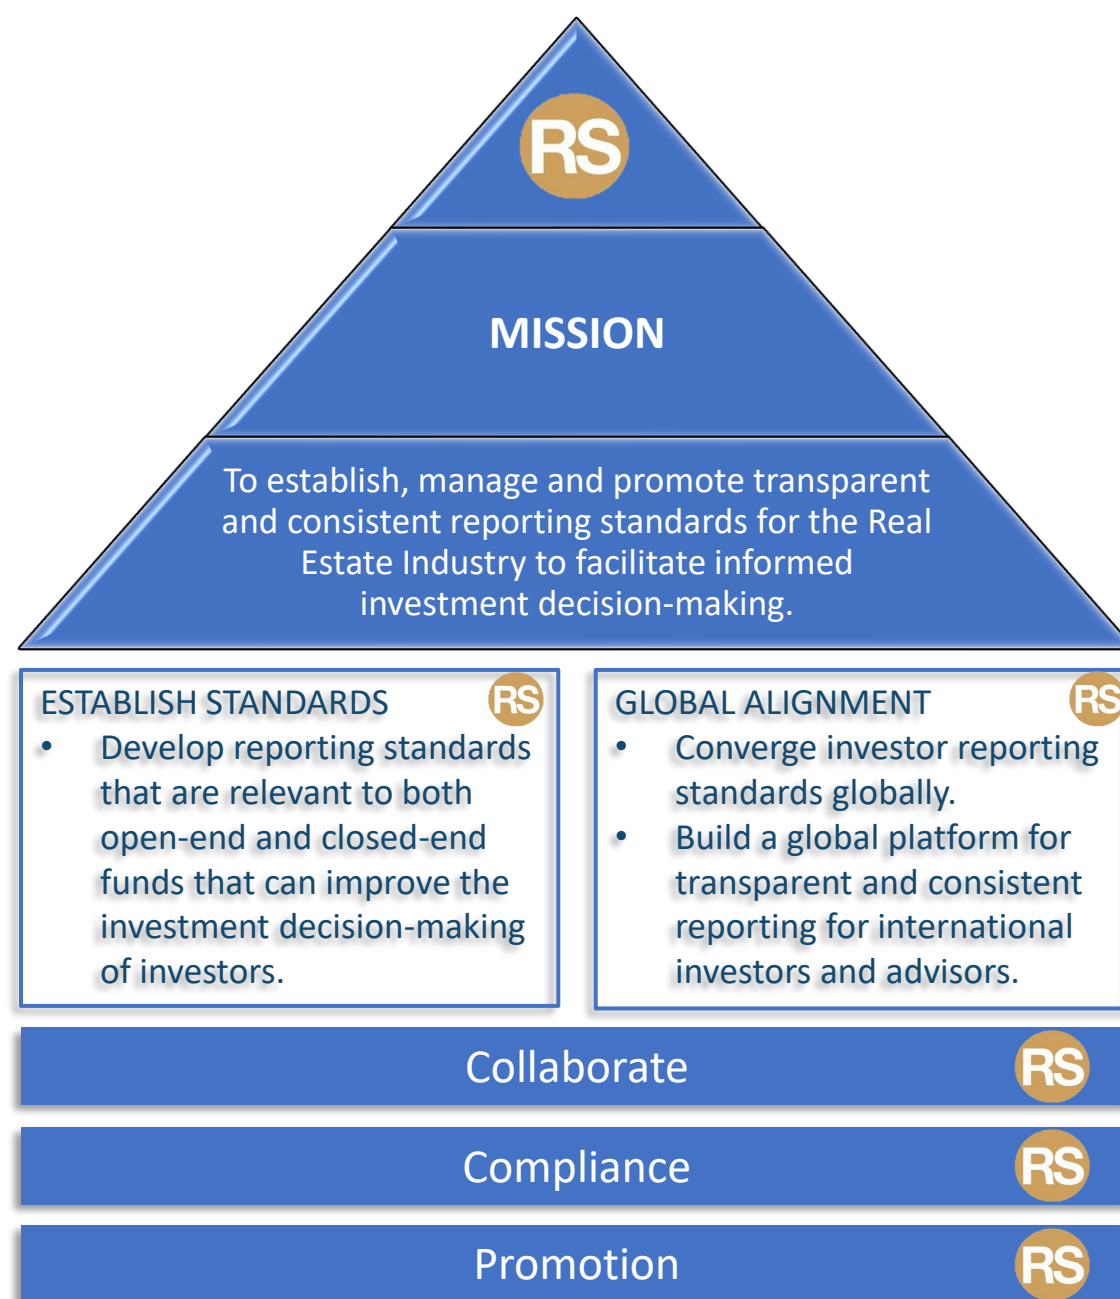 RS
MISSION
To establish, manage and promote transparent
and consistent reporting standards for the Real
Estate Industry to facilitate informed
investment decision-making.
ESTABLISH STANDARDS RS
• Develop reporting standards
that are relevant to both
open-end and closed-end
funds that can improve the
investment decision-making
of investors.
GLOBAL ALIGNMENT RS
• Converge investor reporting
standards globally.
• Build a global platform for
transparent and consistent
reporting for international
investors and advisors.
Collaborate RS
Compliance RS
Promotion RS